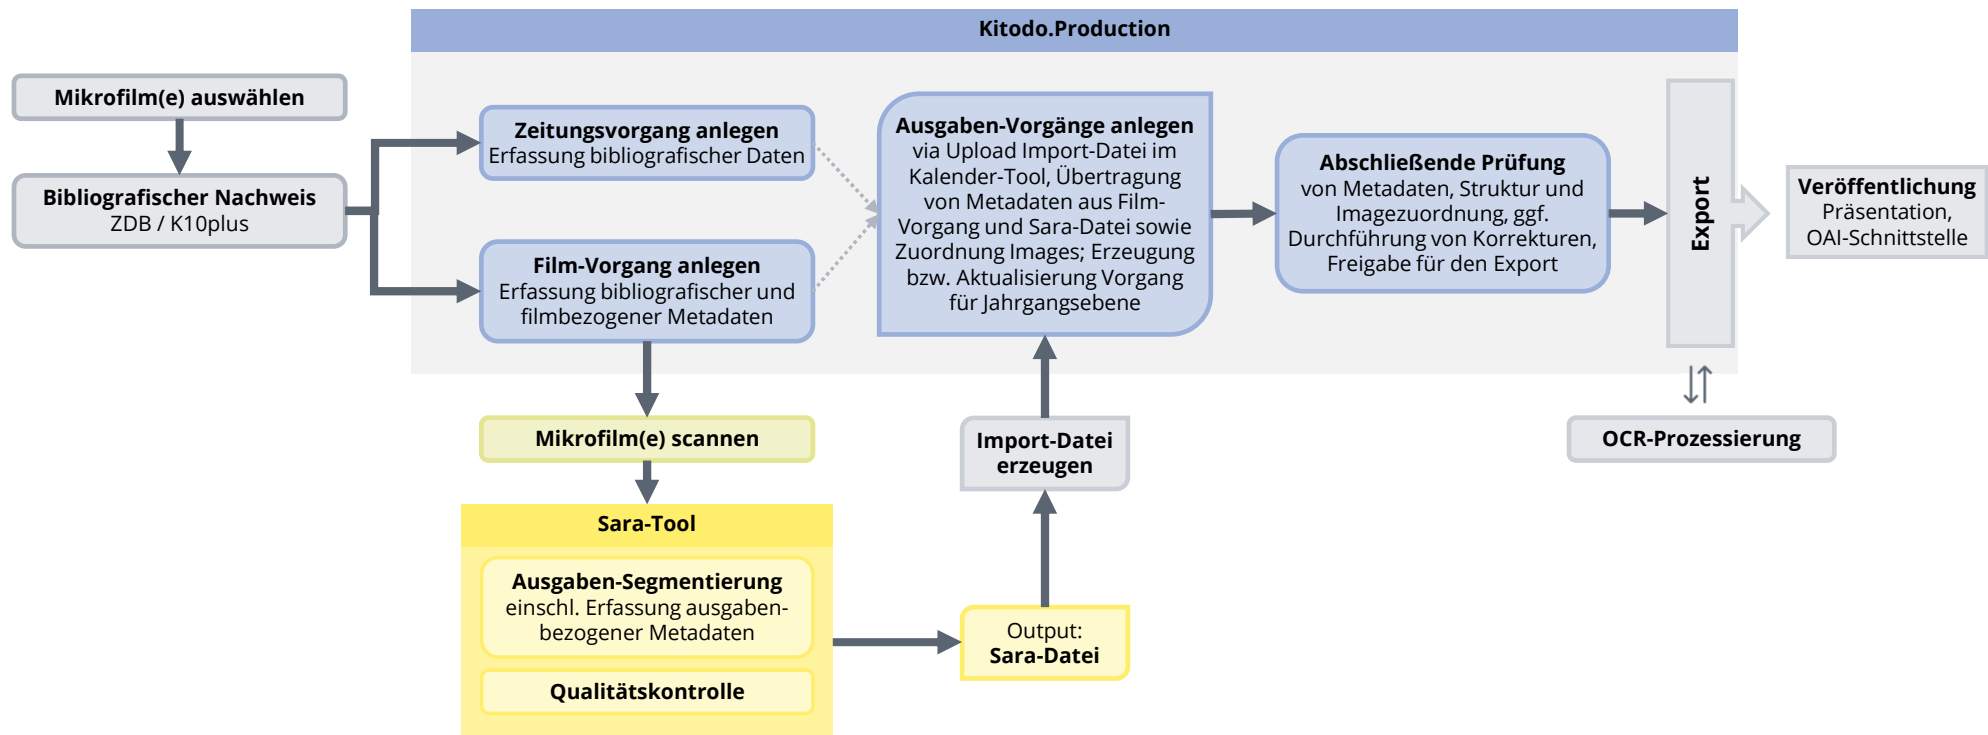 Kitodo.Production
Mikrofilm(e) auswählen
Bibliografischer Nachweis
ZDB / K10plus
Zeitungsvorgang anlegen
Erfassung bibliografischer Daten
Film-Vorgang anlegen
Erfassung bibliografischer und
filmbezogener Metadaten
Ausgaben-Vorgänge anlegen
via Upload Import-Datei im
Kalender-Tool, Übertragung
von Metadaten aus Film-
Vorgang und Sara-Datei sowie
Zuordnung Images; Erzeugung
bzw. Aktualisierung Vorgang
für Jahrgangsebene
Abschließende Prüfung
von Metadaten, Struktur und
Imagezuordnung, ggf.
Durchführung von Korrekturen,
Freigabe für den Export
Export
Veröffentlichung
Präsentation,
OAI-Schnittstelle
Mikrofilm(e) scannen
Import-Datei
erzeugen
OCR-Prozessierung
Sara-Tool
Ausgaben-Segmentierung
einschl. Erfassung ausgaben-
bezogener Metadaten
Qualitätskontrolle
Output:
Sara-Datei